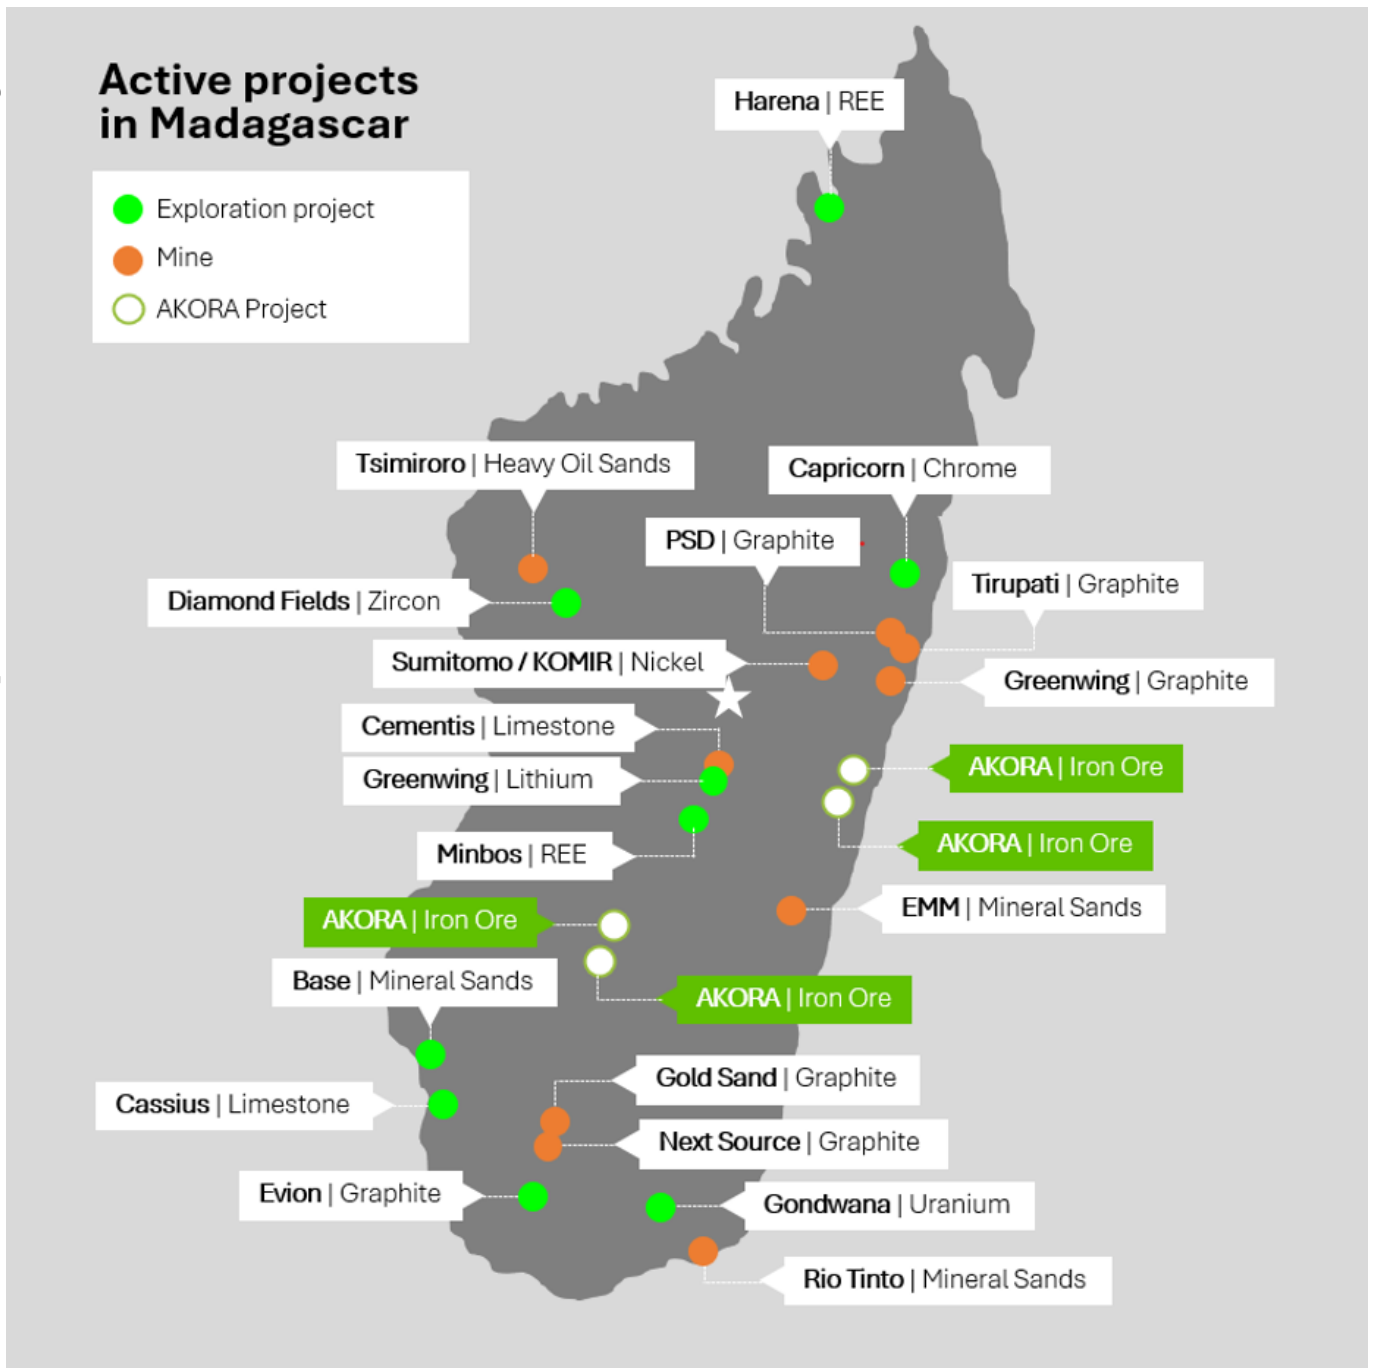 Active projects
in Madagascar
Exploration project
Mine
AKORA Project
Harena | REE
Tsimiroro | Heavy Oil Sands
Capricorn | Chrome
PSD | Graphite
Tirupati | Graphite
Diamond Fields | Zircon
Sumitomo / KOMIR | Nickel
Greenwing | Graphite
Cementis | Limestone
AKORA | Iron Ore
Greenwing | Lithium
AKORA | Iron Ore
Minbos | REE
EMM | Mineral Sands
AKORA | Iron Ore
Base | Mineral Sands
AKORA | Iron Ore
Gold Sand | Graphite
Cassius | Limestone
Next Source | Graphite
Evion | Graphite
Gondwana | Uranium
Rio Tinto | Mineral Sands